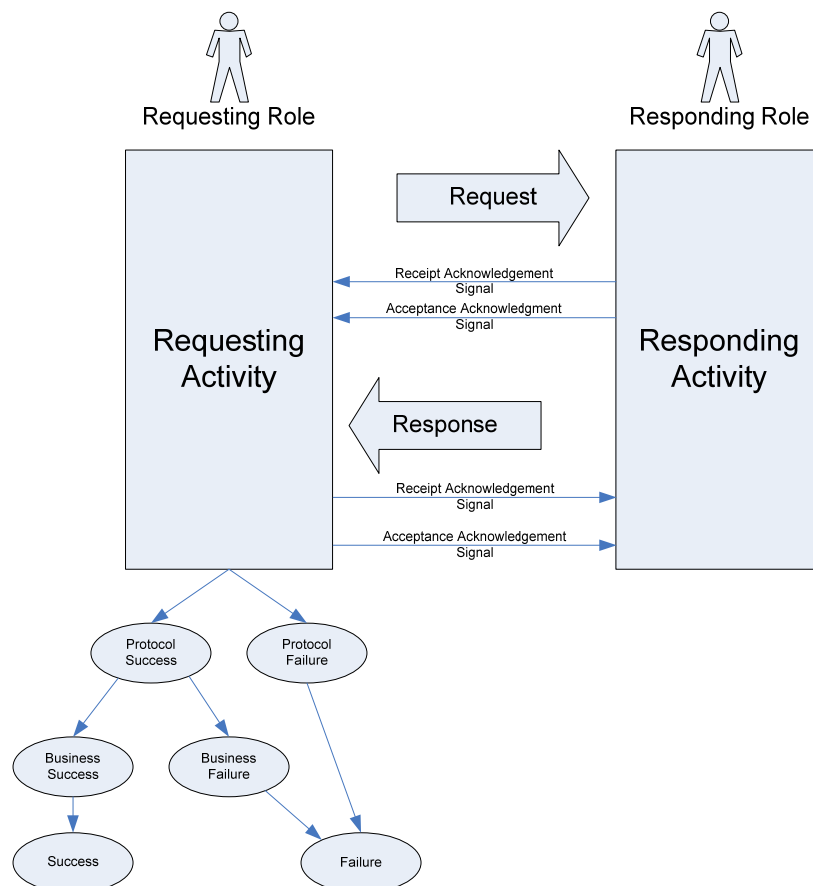 Requesting Role
Responding Role
Request
Receipt Acknowledgement
Signal
Acceptance Acknowledgment
Signal
Requesting
Activity
Responding
Activity
Response
Receipt Acknowledgement
Signal
Acceptance Acknowledgement
Signal
Protocol
Success
Protocol
Failure
Business
Success
Business
Failure
Success
Failure